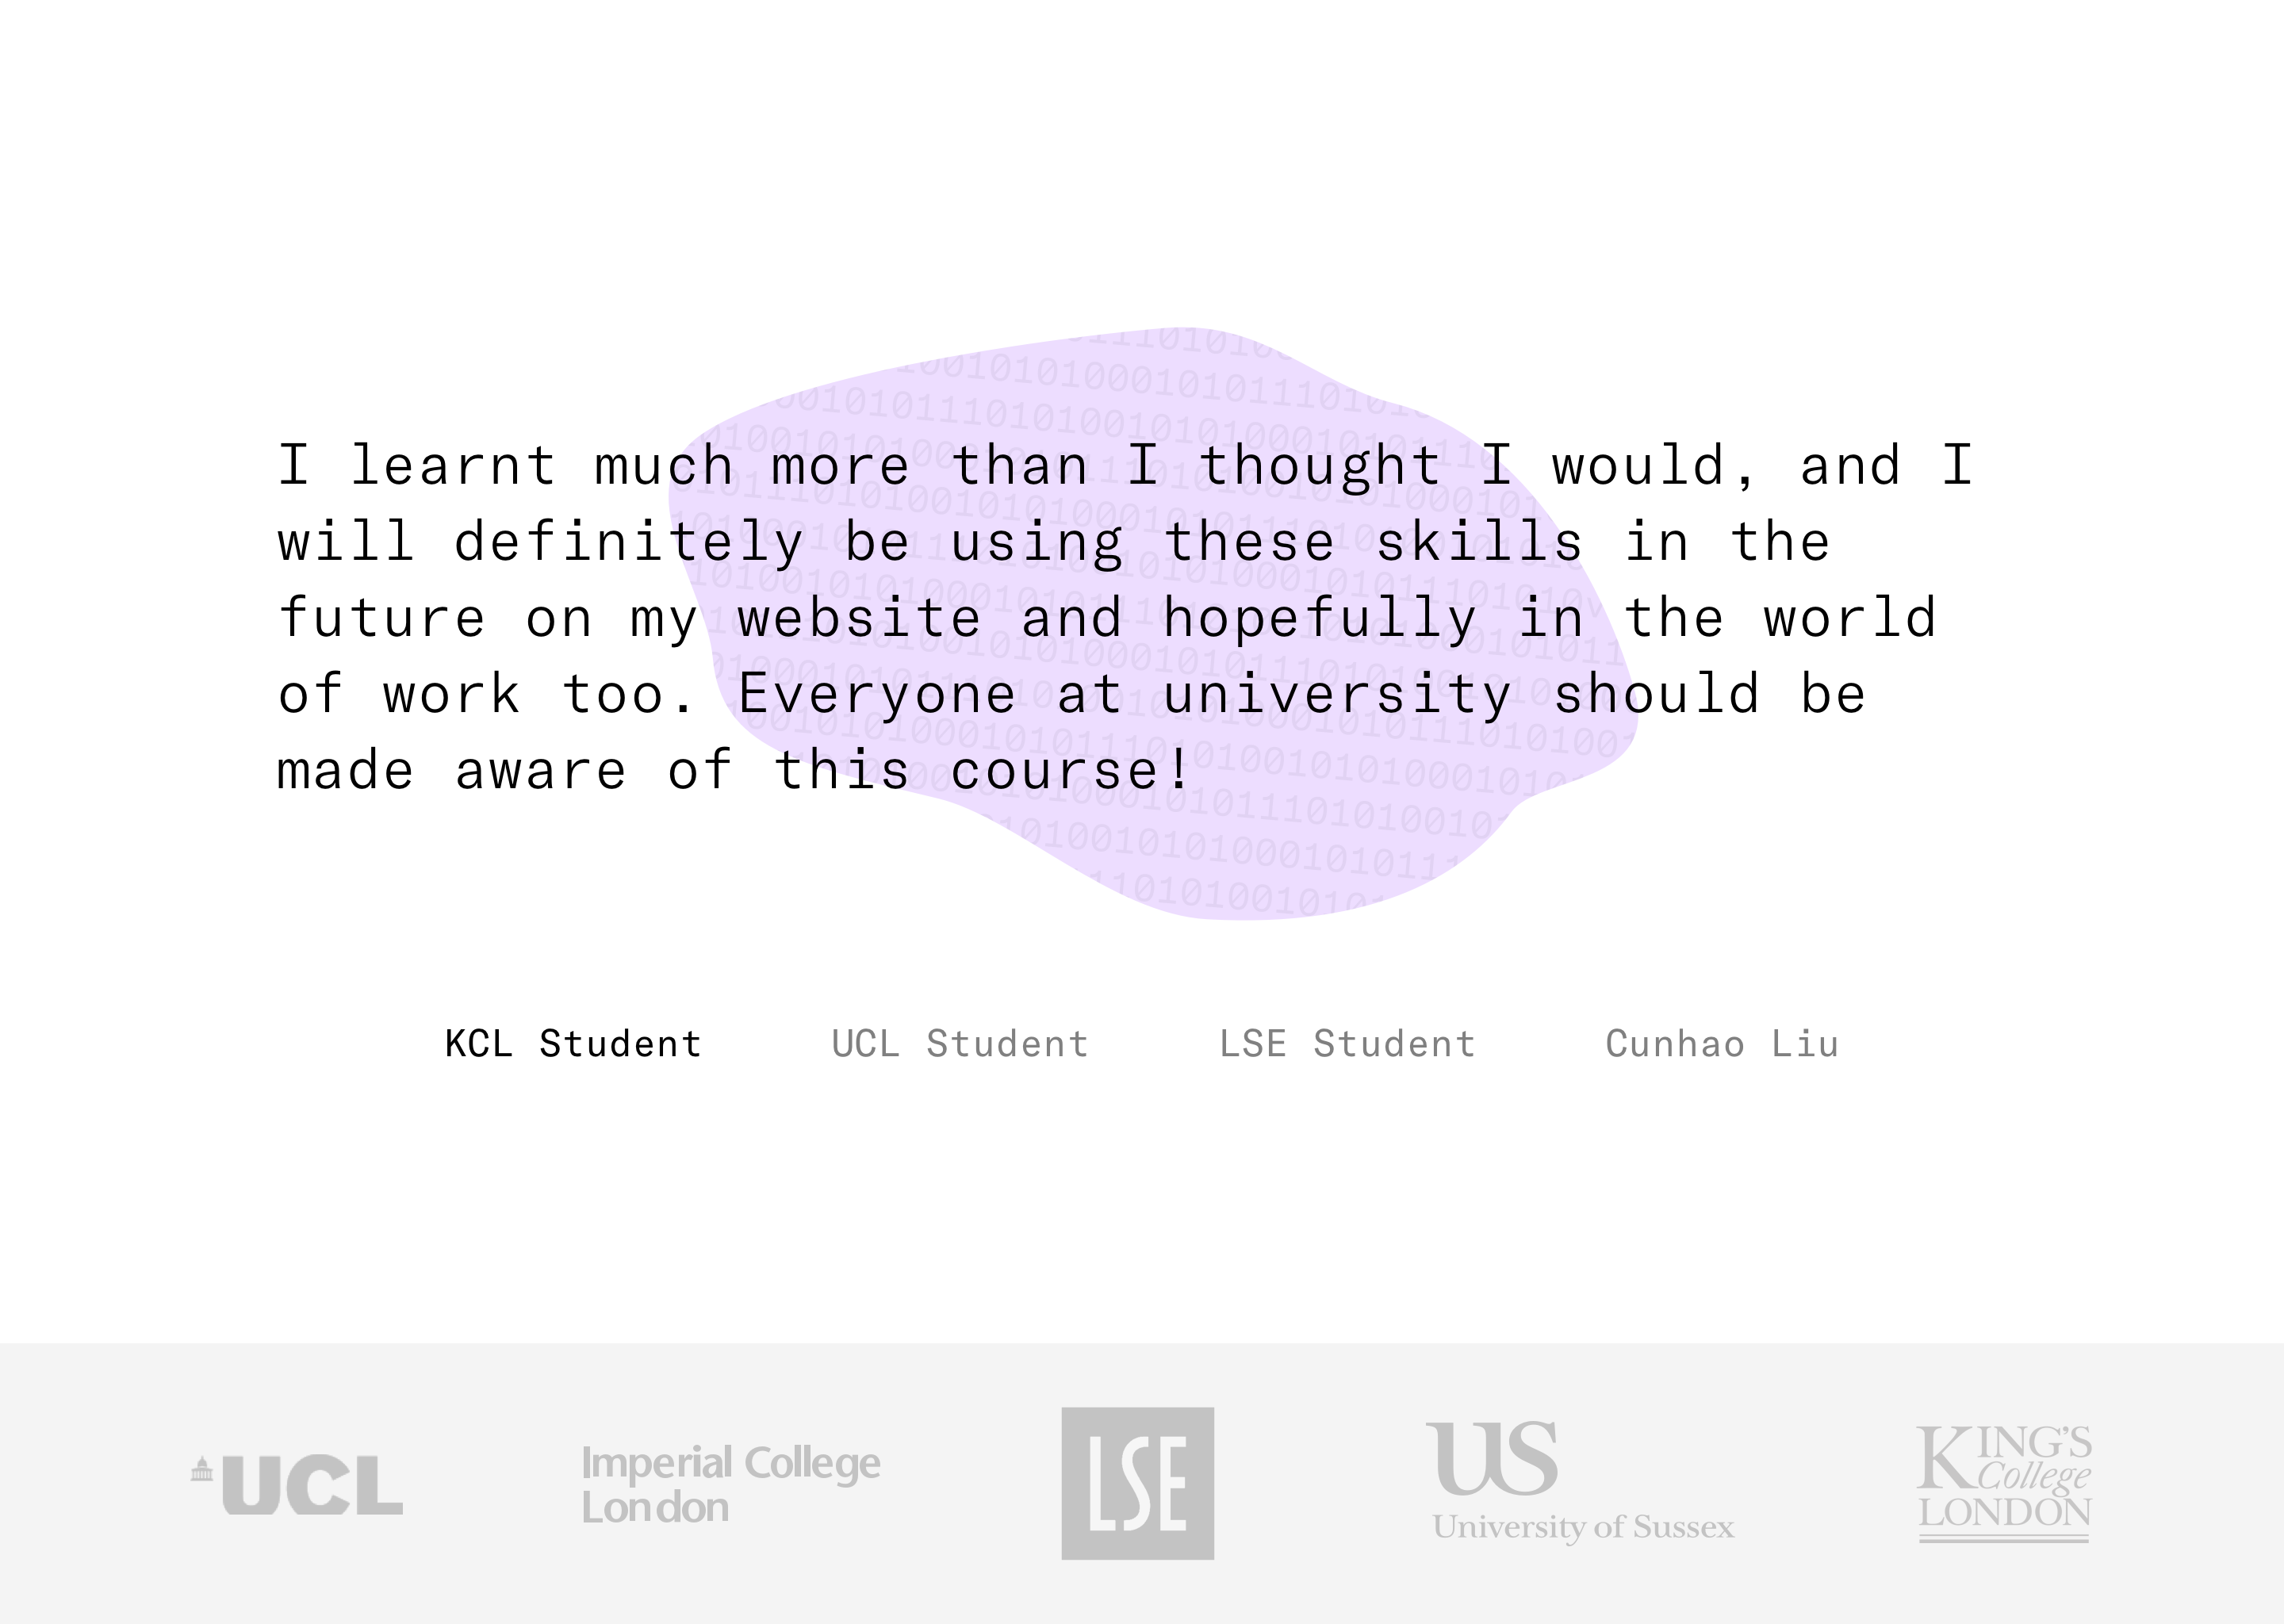 I learnt much more than I thought I would, and I
will definitely be using these skills in the
future on my website and hopefully in the world
of work too. Everyone at university should be
made aware of this course!
KCL Student UCL Student LSE Student Cunhao Liu
UCL
Imperial College
London
LSE
US
University of Sussex
KING'S
College
LONDON